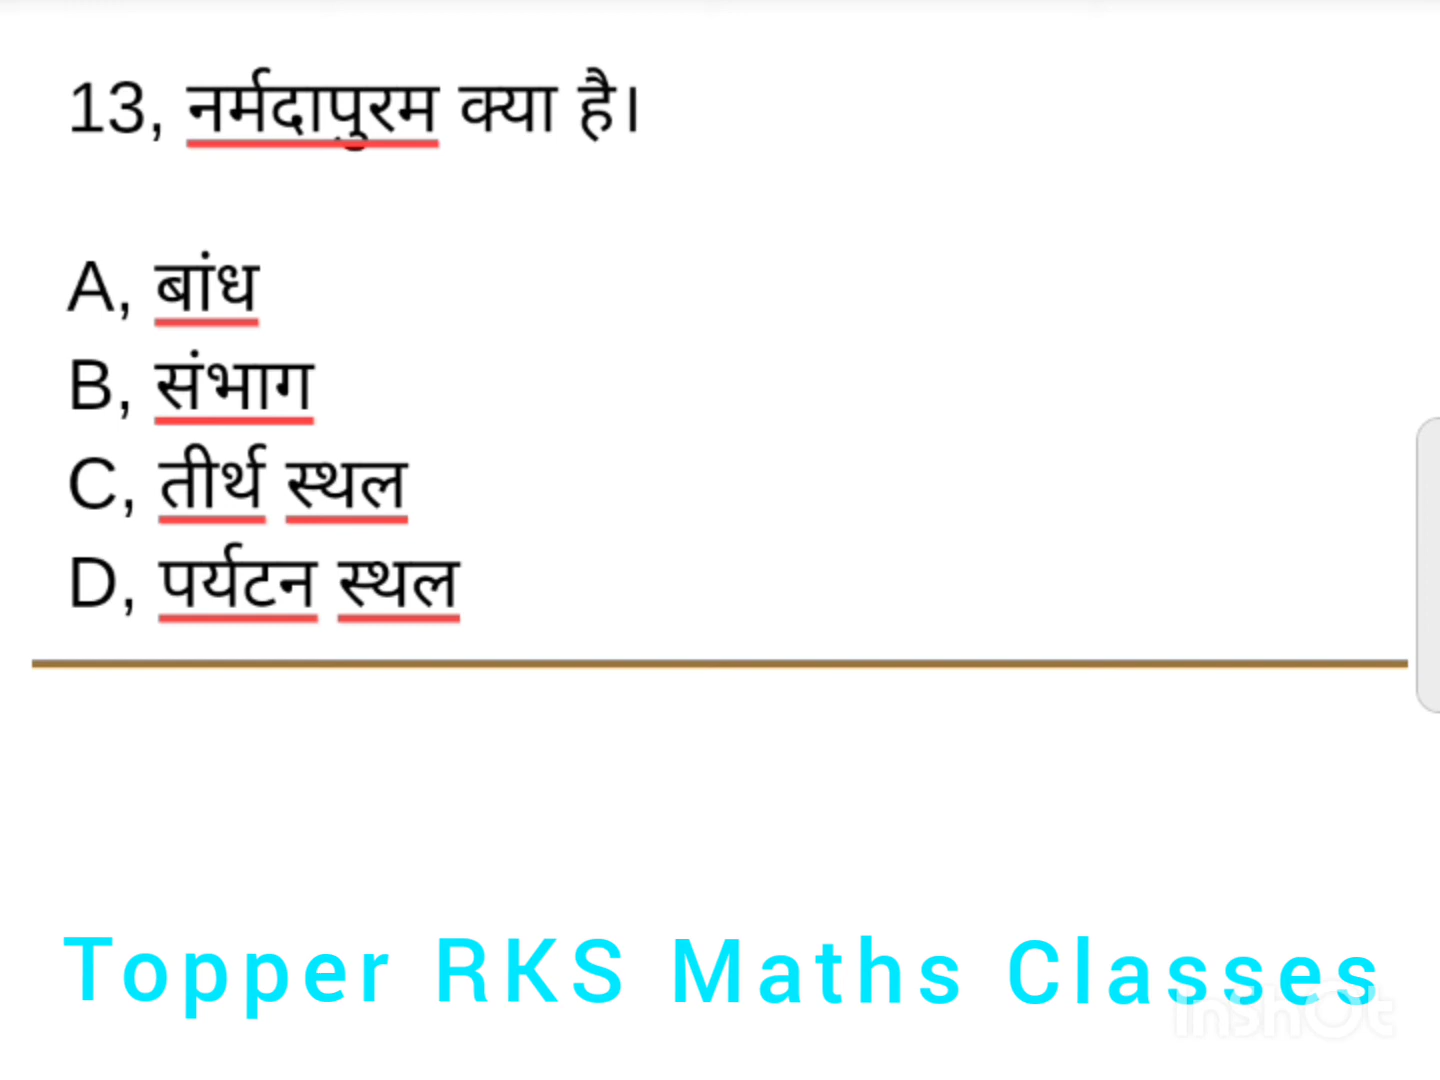 13, नर्मदापुरम क्या है।
A, बांध
B, संभाग
C, तीर्थ स्थल
D, पर्यटन स्थल
Topper RKS Maths Classes
InShOt